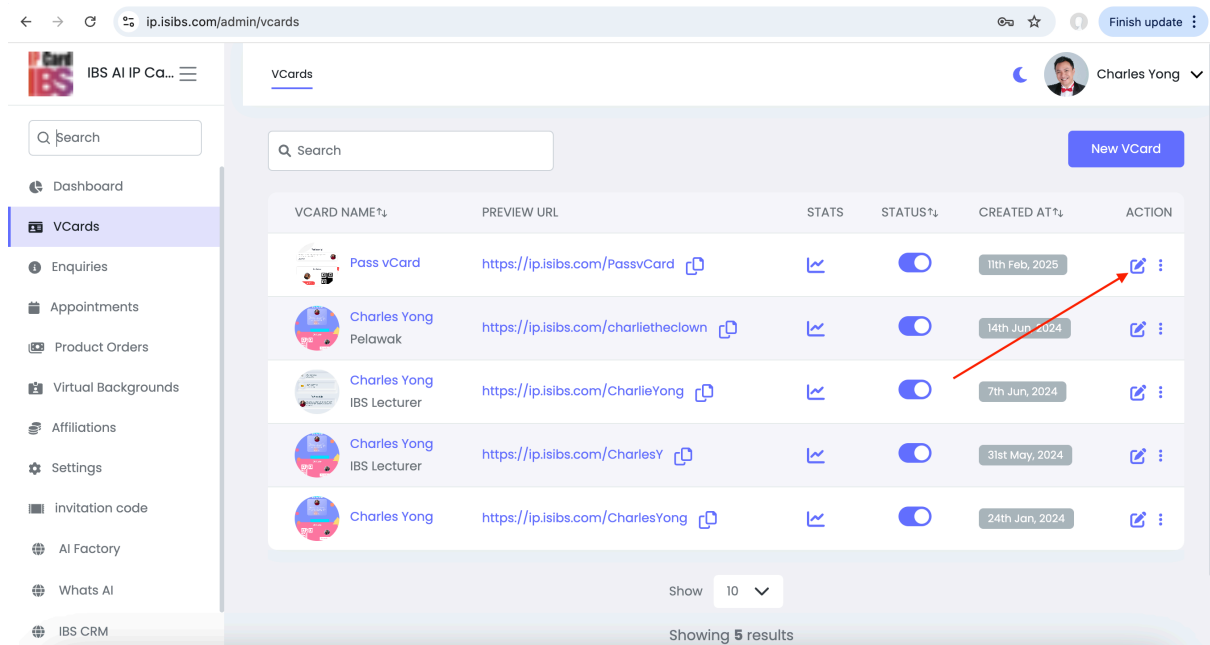 ip.isibs.com/admin/vcards
Finish update
IP Card
IBS
IBS AI IP Ca...
VCards
Charles Yong
Search
Search
New VCard
Dashboard
VCards
Enquiries
Appointments
Product Orders
Virtual Backgrounds
Affiliations
Settings
invitation code
AI Factory
Whats AI
IBS CRM
VCARD NAME PREVIEW URL STATS STATUS CREATED AT ACTION
Pass vCard https://ip.isibs.com/PassvCard 11th Feb, 2025
Charles Yong
Pelawak
https://ip.isibs.com/charlietheclown 14th Jun, 2024
Charles Yong
IBS Lecturer
https://ip.isibs.com/CharlieYong 7th Jun, 2024
Charles Yong
IBS Lecturer
https://ip.isibs.com/CharlesY 31st May, 2024
Charles Yong https://ip.isibs.com/CharlesYong 24th Jan, 2024
Show 10
Showing 5 results